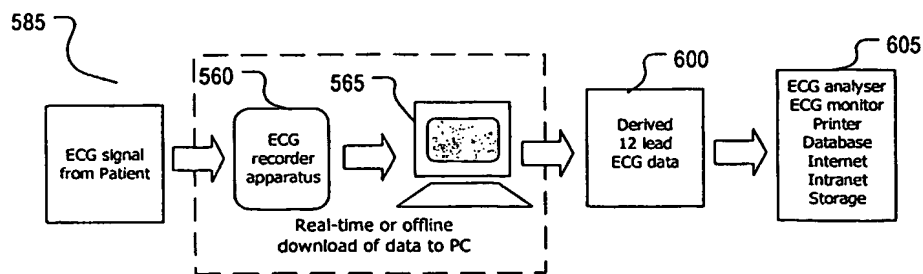 585
560
565
600
605
ECG signal
from Patient
ECG
recorder
apparatus
Real-time or offline
download of data to PC
Derived
12 lead
ECG data
ECG analyser
ECG monitor
Printer
Database
Internet
Intranet
Storage